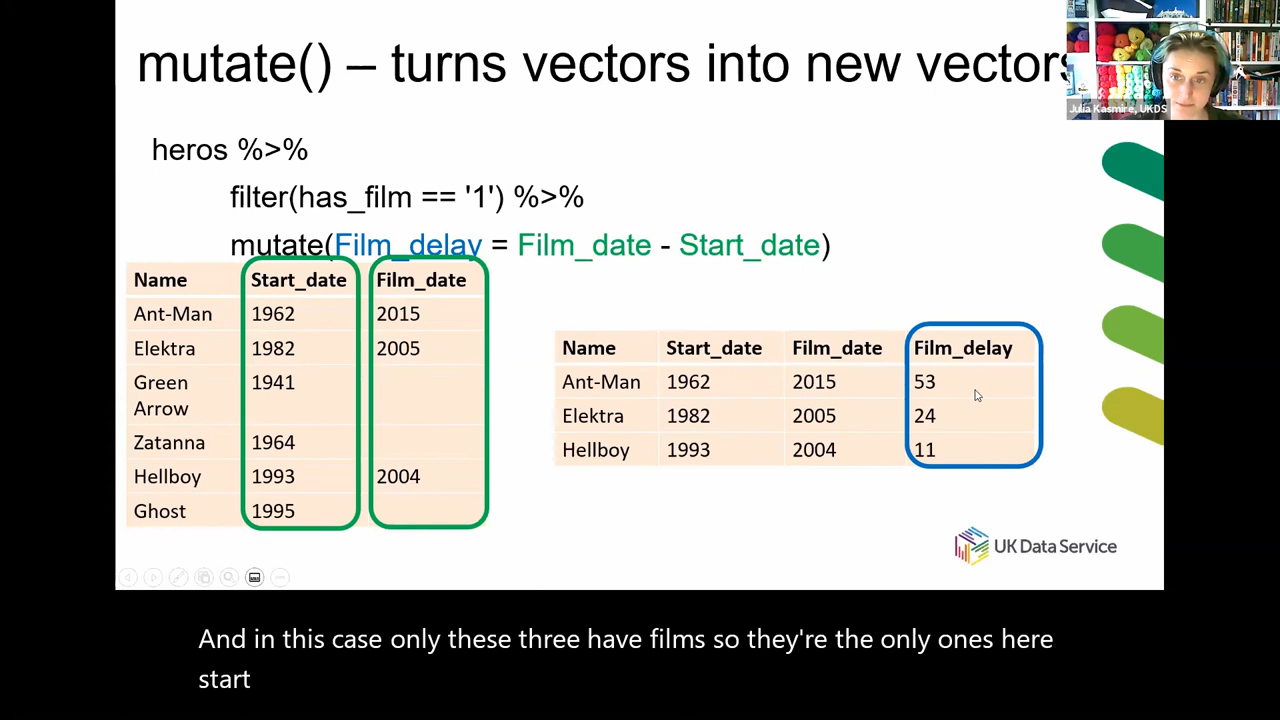 mutate() – turns vectors into new vectors
Julia Kasmire, UKDS
heros %>%
filter(has_film == '1') %>%
mutate(Film_delay = Film_date - Start_date)
Name Start_date Film_date
Ant-Man 1962 2015
Elektra 1982 2005
Green 1941
Arrow
Zatanna 1964
Hellboy 1993 2004
Ghost 1995
Name Start_date Film_date Film_delay
Ant-Man 1962 2015 53
Elektra 1982 2005 24
Hellboy 1993 2004 11
UK Data Service
And in this case only these three have films so they're the only ones here
start